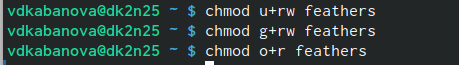 vdkabanova@dk2n25 ~ $ chmod u+rw feathers
vdkabanova@dk2n25 ~ $ chmod g+rw feathers
vdkabanova@dk2n25 ~ $ chmod o+r feathers